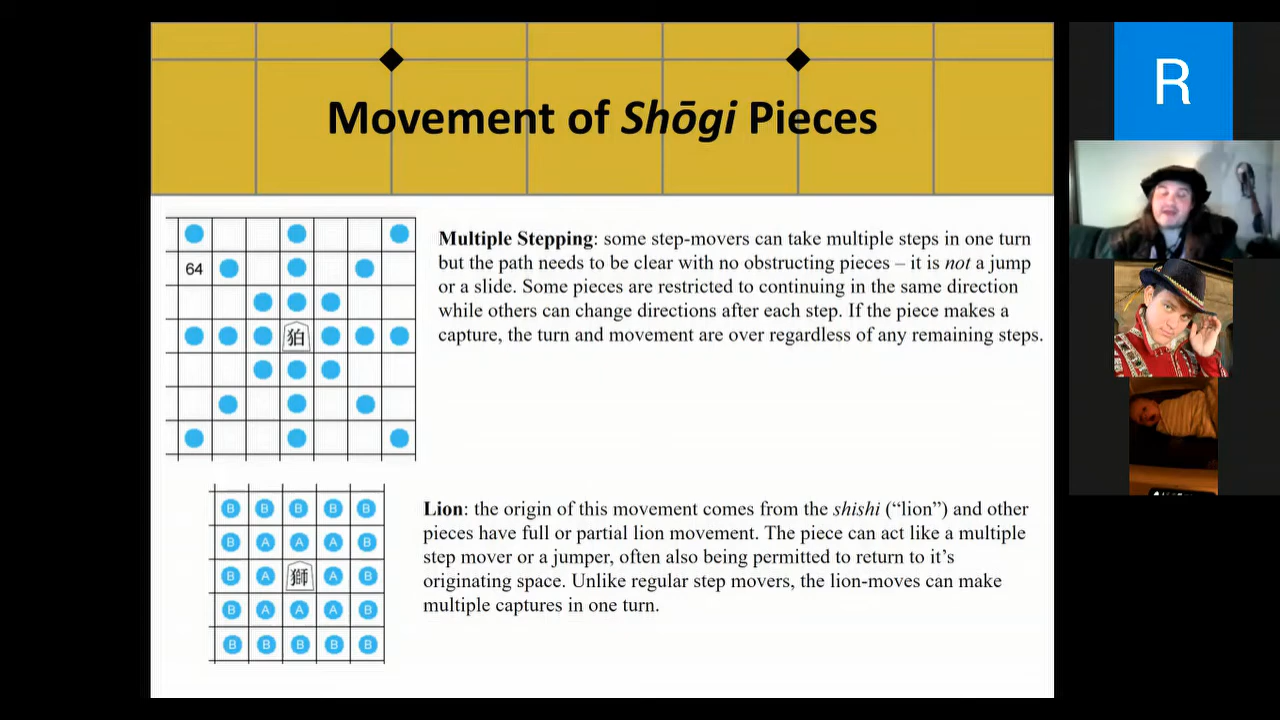 Movement of Shōgi Pieces
R
64
狛
Multiple Stepping: some step-movers can take multiple steps in one turn
but the path needs to be clear with no obstructing pieces – it is not a jump
or a slide. Some pieces are restricted to continuing in the same direction
while others can change directions after each step. If the piece makes a
capture, the turn and movement are over regardless of any remaining steps.
B B B B B
B A A A B
B A 獅 A B
B A A A B
B B B B B
Lion: the origin of this movement comes from the shishi (“lion”) and other
pieces have full or partial lion movement. The piece can act like a multiple
step mover or a jumper, often also being permitted to return to it’s
originating space. Unlike regular step movers, the lion-moves can make
multiple captures in one turn.